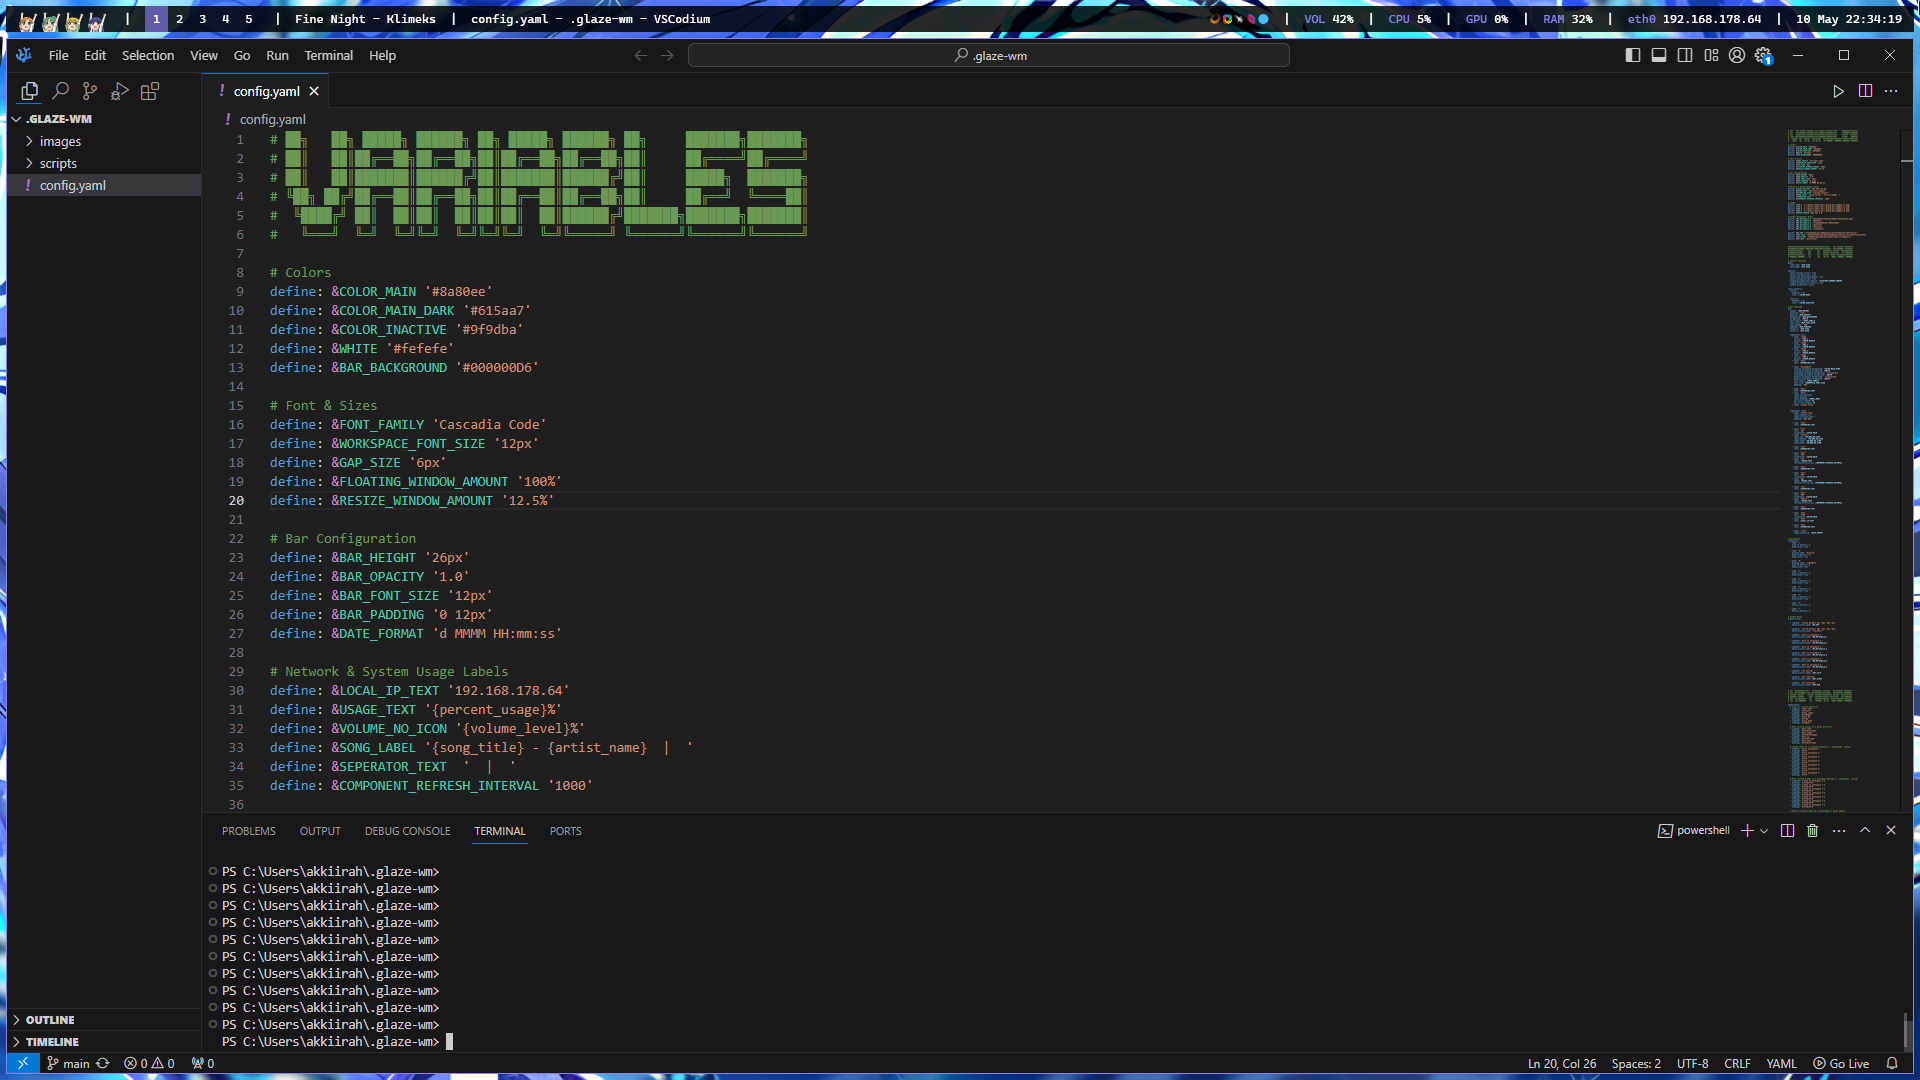 1 2 3 4 5 | Fine Night - Klimeks | config.yaml - .glaze-wm - VSCodium | VOL 42% | CPU 5% | GPU 0% | RAM 32% | eth0 192.168.178.64 | 10 May 22:34:19
File Edit Selection View Go Run Terminal Help .glaze-wm 1
config.yaml
.GLAZE-WM
images
scripts
config.yaml
config.yaml
VARIABLES
1 #
2 #
3 #
4 #
5 #
6 #
7
8 # Colors
9 define: &COLOR_MAIN '#8a80ee'
10 define: &COLOR_MAIN_DARK '#615aa7'
11 define: &COLOR_INACTIVE '#9f9dba'
12 define: &WHITE '#fefefe'
13 define: &BAR_BACKGROUND '#000000D6'
14
15 # Font & Sizes
16 define: &FONT_FAMILY 'Cascadia Code'
17 define: &WORKSPACE_FONT_SIZE '12px'
18 define: &GAP_SIZE '6px'
19 define: &FLOATING_WINDOW_AMOUNT '100%'
20 define: &RESIZE_WINDOW_AMOUNT '12.5%'
21
22 # Bar Configuration
23 define: &BAR_HEIGHT '26px'
24 define: &BAR_OPACITY '1.0'
25 define: &BAR_FONT_SIZE '12px'
26 define: &BAR_PADDING '0 12px'
27 define: &DATE_FORMAT 'd MMMM HH:mm:ss'
28
29 # Network & System Usage Labels
30 define: &LOCAL_IP_TEXT '192.168.178.64'
31 define: &USAGE_TEXT '{percent_usage}%'
32 define: &VOLUME_NO_ICON '{volume_level}%'
33 define: &SONG_LABEL '{song_title} - {artist_name}  |  '
34 define: &SEPERATOR_TEXT '  |  '
35 define: &COMPONENT_REFRESH_INTERVAL '1000'
36
PROBLEMS OUTPUT DEBUG CONSOLE TERMINAL PORTS powershell
PS C:\Users\akkiirah\.glaze-wm>
PS C:\Users\akkiirah\.glaze-wm>
PS C:\Users\akkiirah\.glaze-wm>
PS C:\Users\akkiirah\.glaze-wm>
PS C:\Users\akkiirah\.glaze-wm>
PS C:\Users\akkiirah\.glaze-wm>
PS C:\Users\akkiirah\.glaze-wm>
PS C:\Users\akkiirah\.glaze-wm>
PS C:\Users\akkiirah\.glaze-wm>
PS C:\Users\akkiirah\.glaze-wm>
PS C:\Users\akkiirah\.glaze-wm>
OUTLINE
TIMELINE
main 0 0 0 Ln 20, Col 26 Spaces: 2 UTF-8 CRLF YAML Go Live